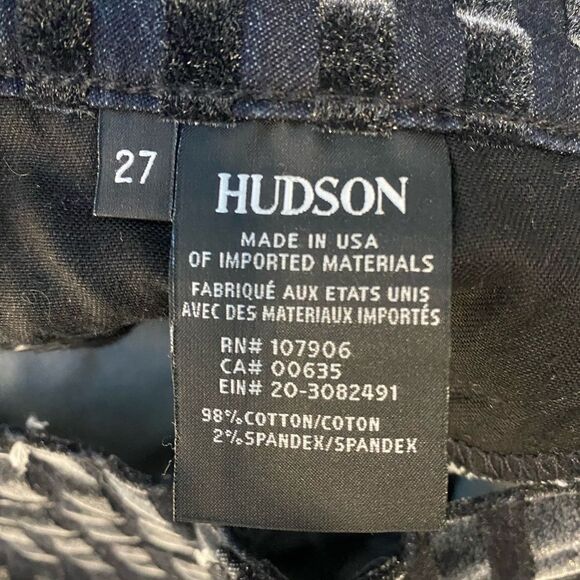 27
HUDSON
MADE IN USA
OF IMPORTED MATERIALS
FABRIQUÉ AUX ETATS UNIS
AVEC DES MATERIAUX IMPORTÉS
RN# 107906
CA# 00635
EIN# 20-3082491
98% COTTON/COTON
2% SPANDEX/SPANDEX